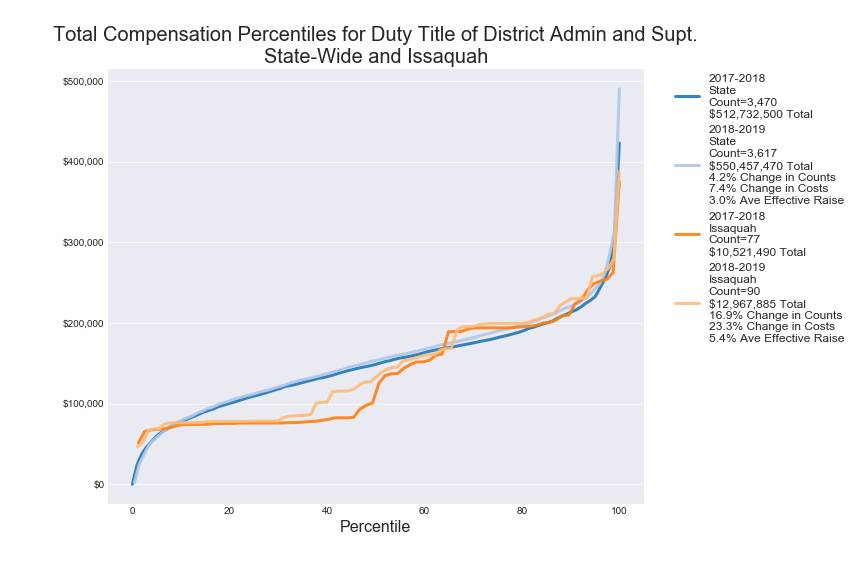 Total Compensation Percentiles for Duty Title of District Admin and Supt.
State-Wide and Issaquah
$500,000
$400,000
$300,000
$200,000
$100,000
$0
0
20
40
60
80
100
Percentile
2017-2018
State
Count=3,470
$512,732,500 Total
2018-2019
State
Count=3,617
$550,457,470 Total
4.2% Change in Counts
7.4% Change in Costs
3.0% Ave Effective Raise
2017-2018
Issaquah
Count=77
$10,521,490 Total
2018-2019
Issaquah
Count=90
$12,967,885 Total
16.9% Change in Counts
23.3% Change in Costs
5.4% Ave Effective Raise